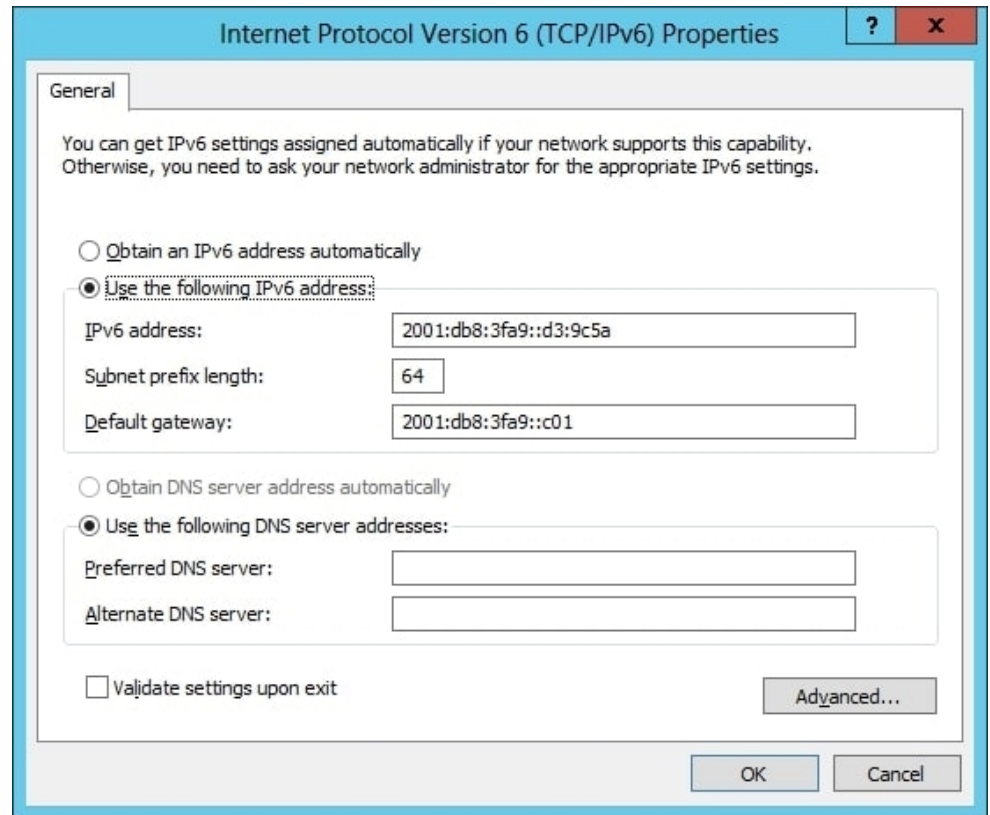 Internet Protocol Version 6 (TCP/IPv6) Properties
?
x
General
You can get IPv6 settings assigned automatically if your network supports this capability.
Otherwise, you need to ask your network administrator for the appropriate IPv6 settings.
Obtain an IPv6 address automatically
Use the following IPv6 address:
IPv6 address: 2001:db8:3fa9::d3:9c5a
Subnet prefix length: 64
Default gateway: 2001:db8:3fa9::c01
Obtain DNS server address automatically
Use the following DNS server addresses:
Preferred DNS server:
Alternate DNS server:
Validate settings upon exit
Advanced...
OK Cancel